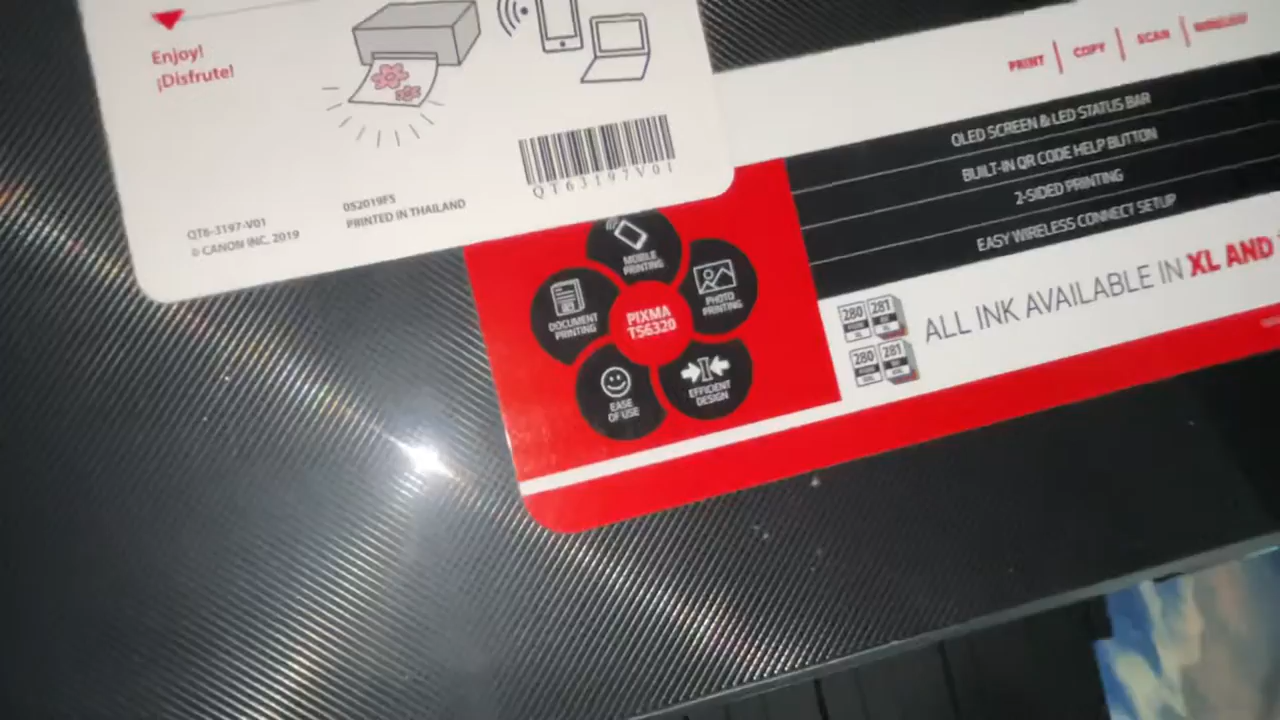 Enjoy!
¡Disfrute!
QT63197V01
QT6-3197-V01
© CANON INC. 2019
052019FS
PRINTED IN THAILAND
PRINT | COPY | SCAN | WIRELESS
OLED SCREEN & LED STATUS BAR
BUILT-IN QR CODE HELP BUTTON
2-SIDED PRINTING
EASY WIRELESS CONNECT SETUP
MOBILE
PRINTING
DOCUMENT
PRINTING
PHOTO
PRINTING
PIXMA
TS6320
EASE
OF USE
EFFICIENT
DESIGN
280 281
280 281
ALL INK AVAILABLE IN XL AND